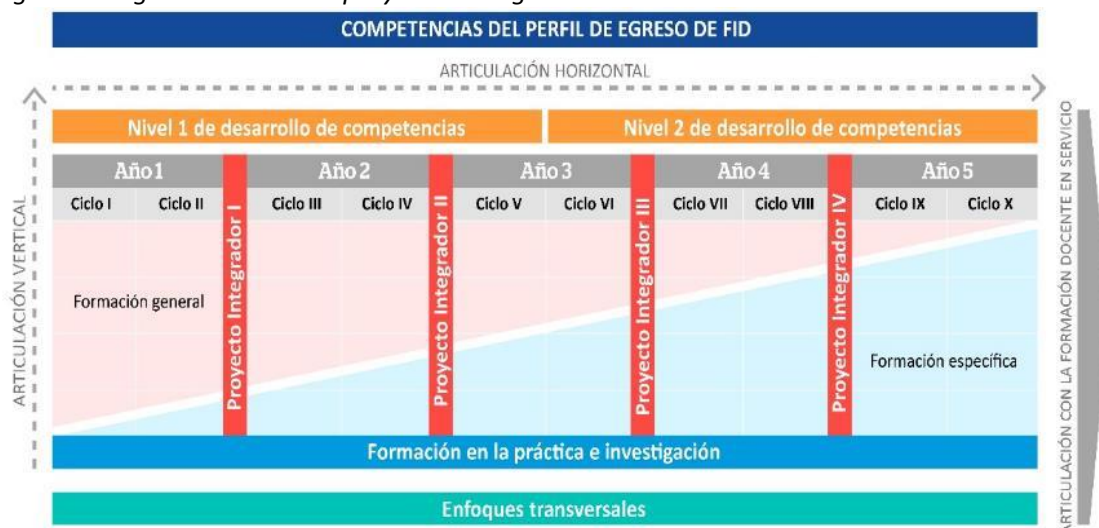 COMPETENCIAS DEL PERFIL DE EGRESO DE FID
ARTICULACIÓN HORIZONTAL
Nivel 1 de desarrollo de competencias
Nivel 2 de desarrollo de competencias
Año 1
Año 2
Año 3
Año 4
Año 5
Ciclo I
Ciclo II
Ciclo III
Ciclo IV
Ciclo V
Ciclo VI
Ciclo VII
Ciclo VIII
Ciclo IX
Ciclo X
Proyecto Integrador I
Proyecto Integrador II
Proyecto Integrador III
Proyecto Integrador IV
Formación general
Formación específica
Formación en la práctica e investigación
Enfoques transversales
ARTICULACIÓN VERTICAL
ARTICULACIÓN CON LA FORMACIÓN DOCENTE EN SERVICIO